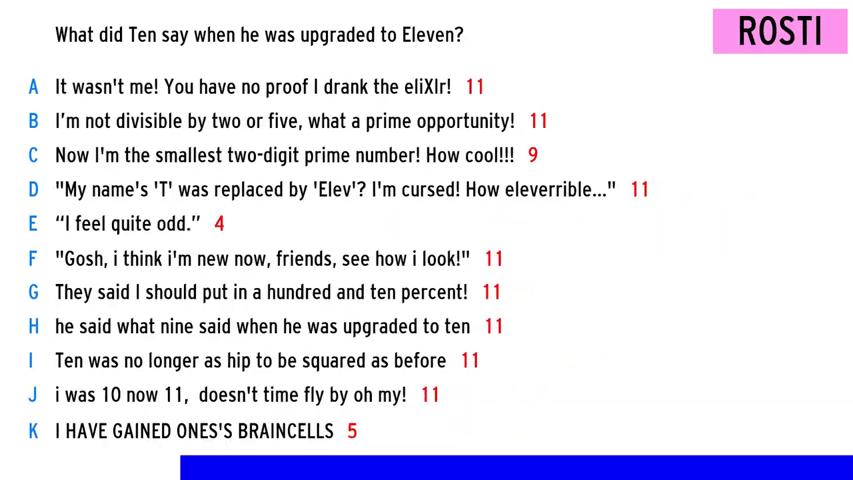 What did Ten say when he was upgraded to Eleven?
ROSTI
A It wasn't me! You have no proof I drank the eliXIr! 11
B I'm not divisible by two or five, what a prime opportunity! 11
C Now I'm the smallest two-digit prime number! How cool!!! 9
D "My name's 'T' was replaced by 'Elev'? I'm cursed! How eleverrible..." 11
E “I feel quite odd.” 4
F "Gosh, i think i'm new now, friends, see how i look!" 11
G They said I should put in a hundred and ten percent! 11
H he said what nine said when he was upgraded to ten 11
I Ten was no longer as hip to be squared as before 11
J i was 10 now 11, doesn't time fly by oh my! 11
K I HAVE GAINED ONES'S BRAINCELLS 5